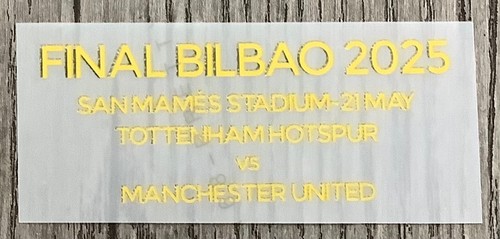 FINAL BILBAO 2025
SAN MAMÉS STADIUM-21 MAY
TOTTENHAM HOTSPUR
VS
MANCHESTER UNITED